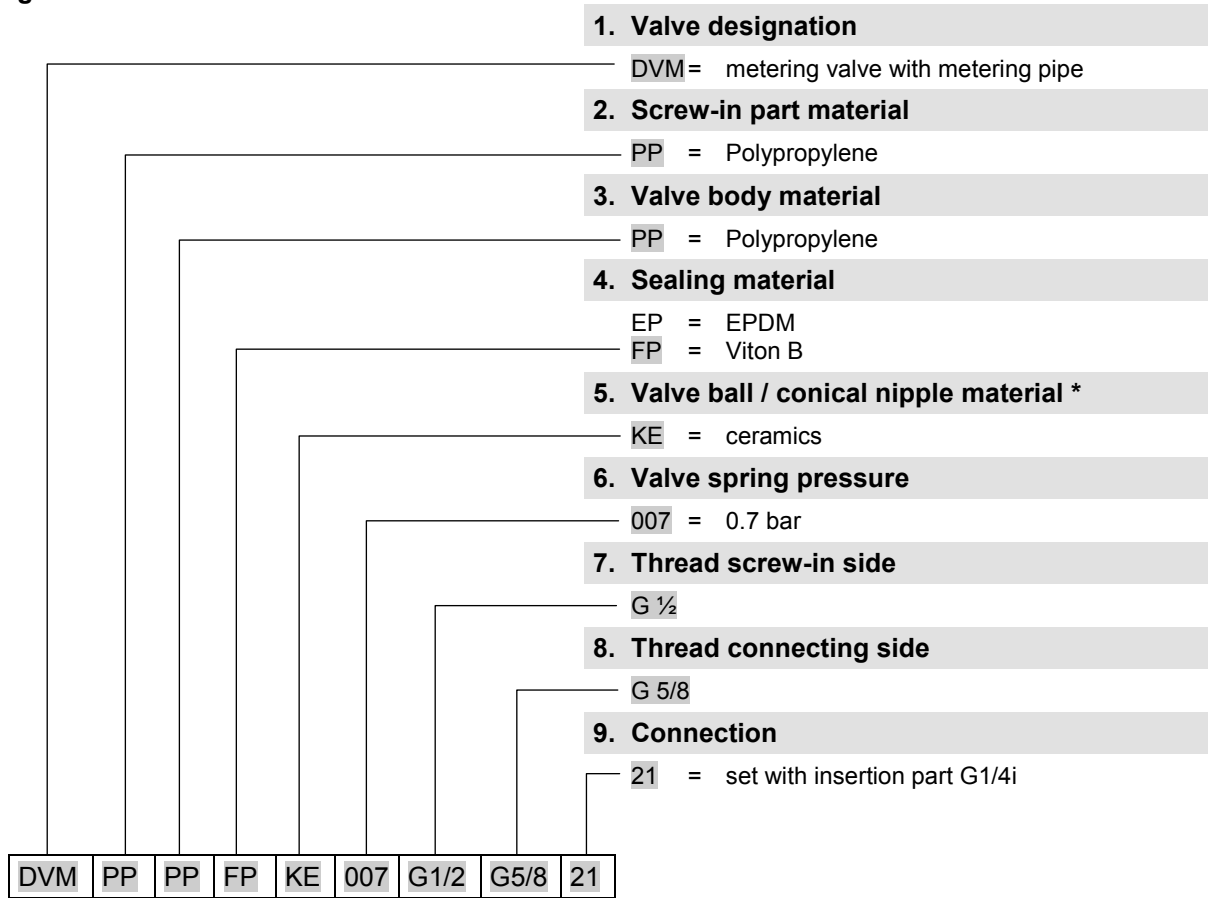 1. Valve designation
DVM = metering valve with metering pipe
2. Screw-in part material
PP = Polypropylene
3. Valve body material
PP = Polypropylene
4. Sealing material
EP = EPDM
FP = Viton B
5. Valve ball / conical nipple material *
KE = ceramics
6. Valve spring pressure
007 = 0.7 bar
7. Thread screw-in side
G ½
8. Thread connecting side
G 5/8
9. Connection
21 = set with insertion part G1/4i
DVM PP PP FP KE 007 G1/2 G5/8 21